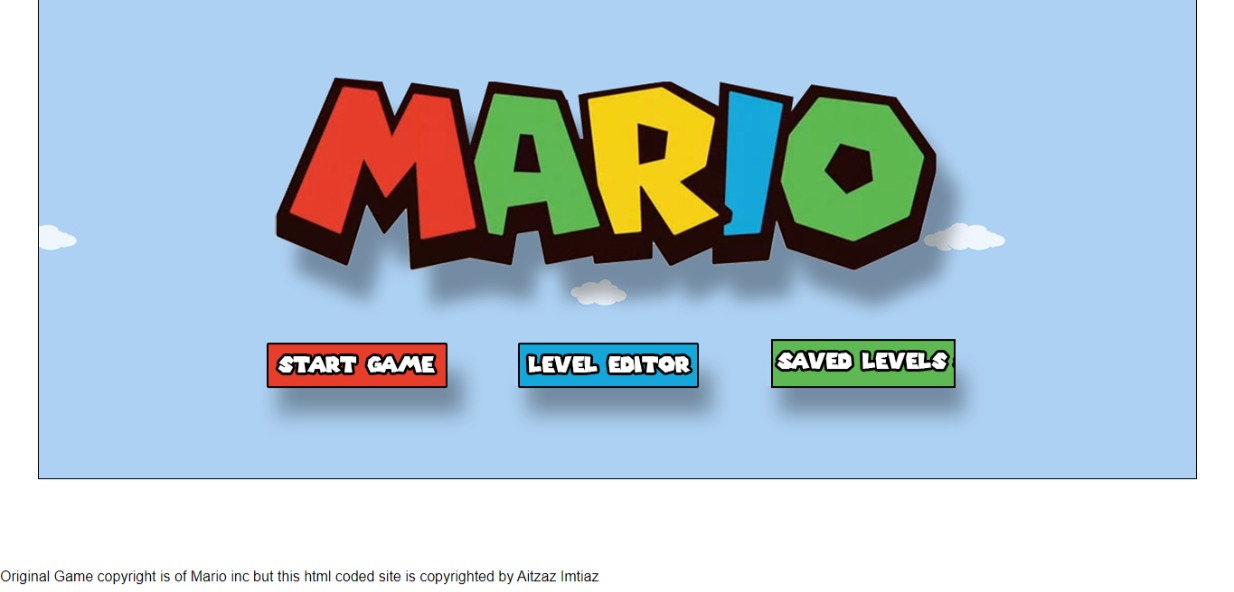 MARIO
START GAME
LEVEL EDITOR
SAVED LEVELS
Original Game copyright is of Mario inc but this html coded site is copyrighted by Aitzaz Imtiaz